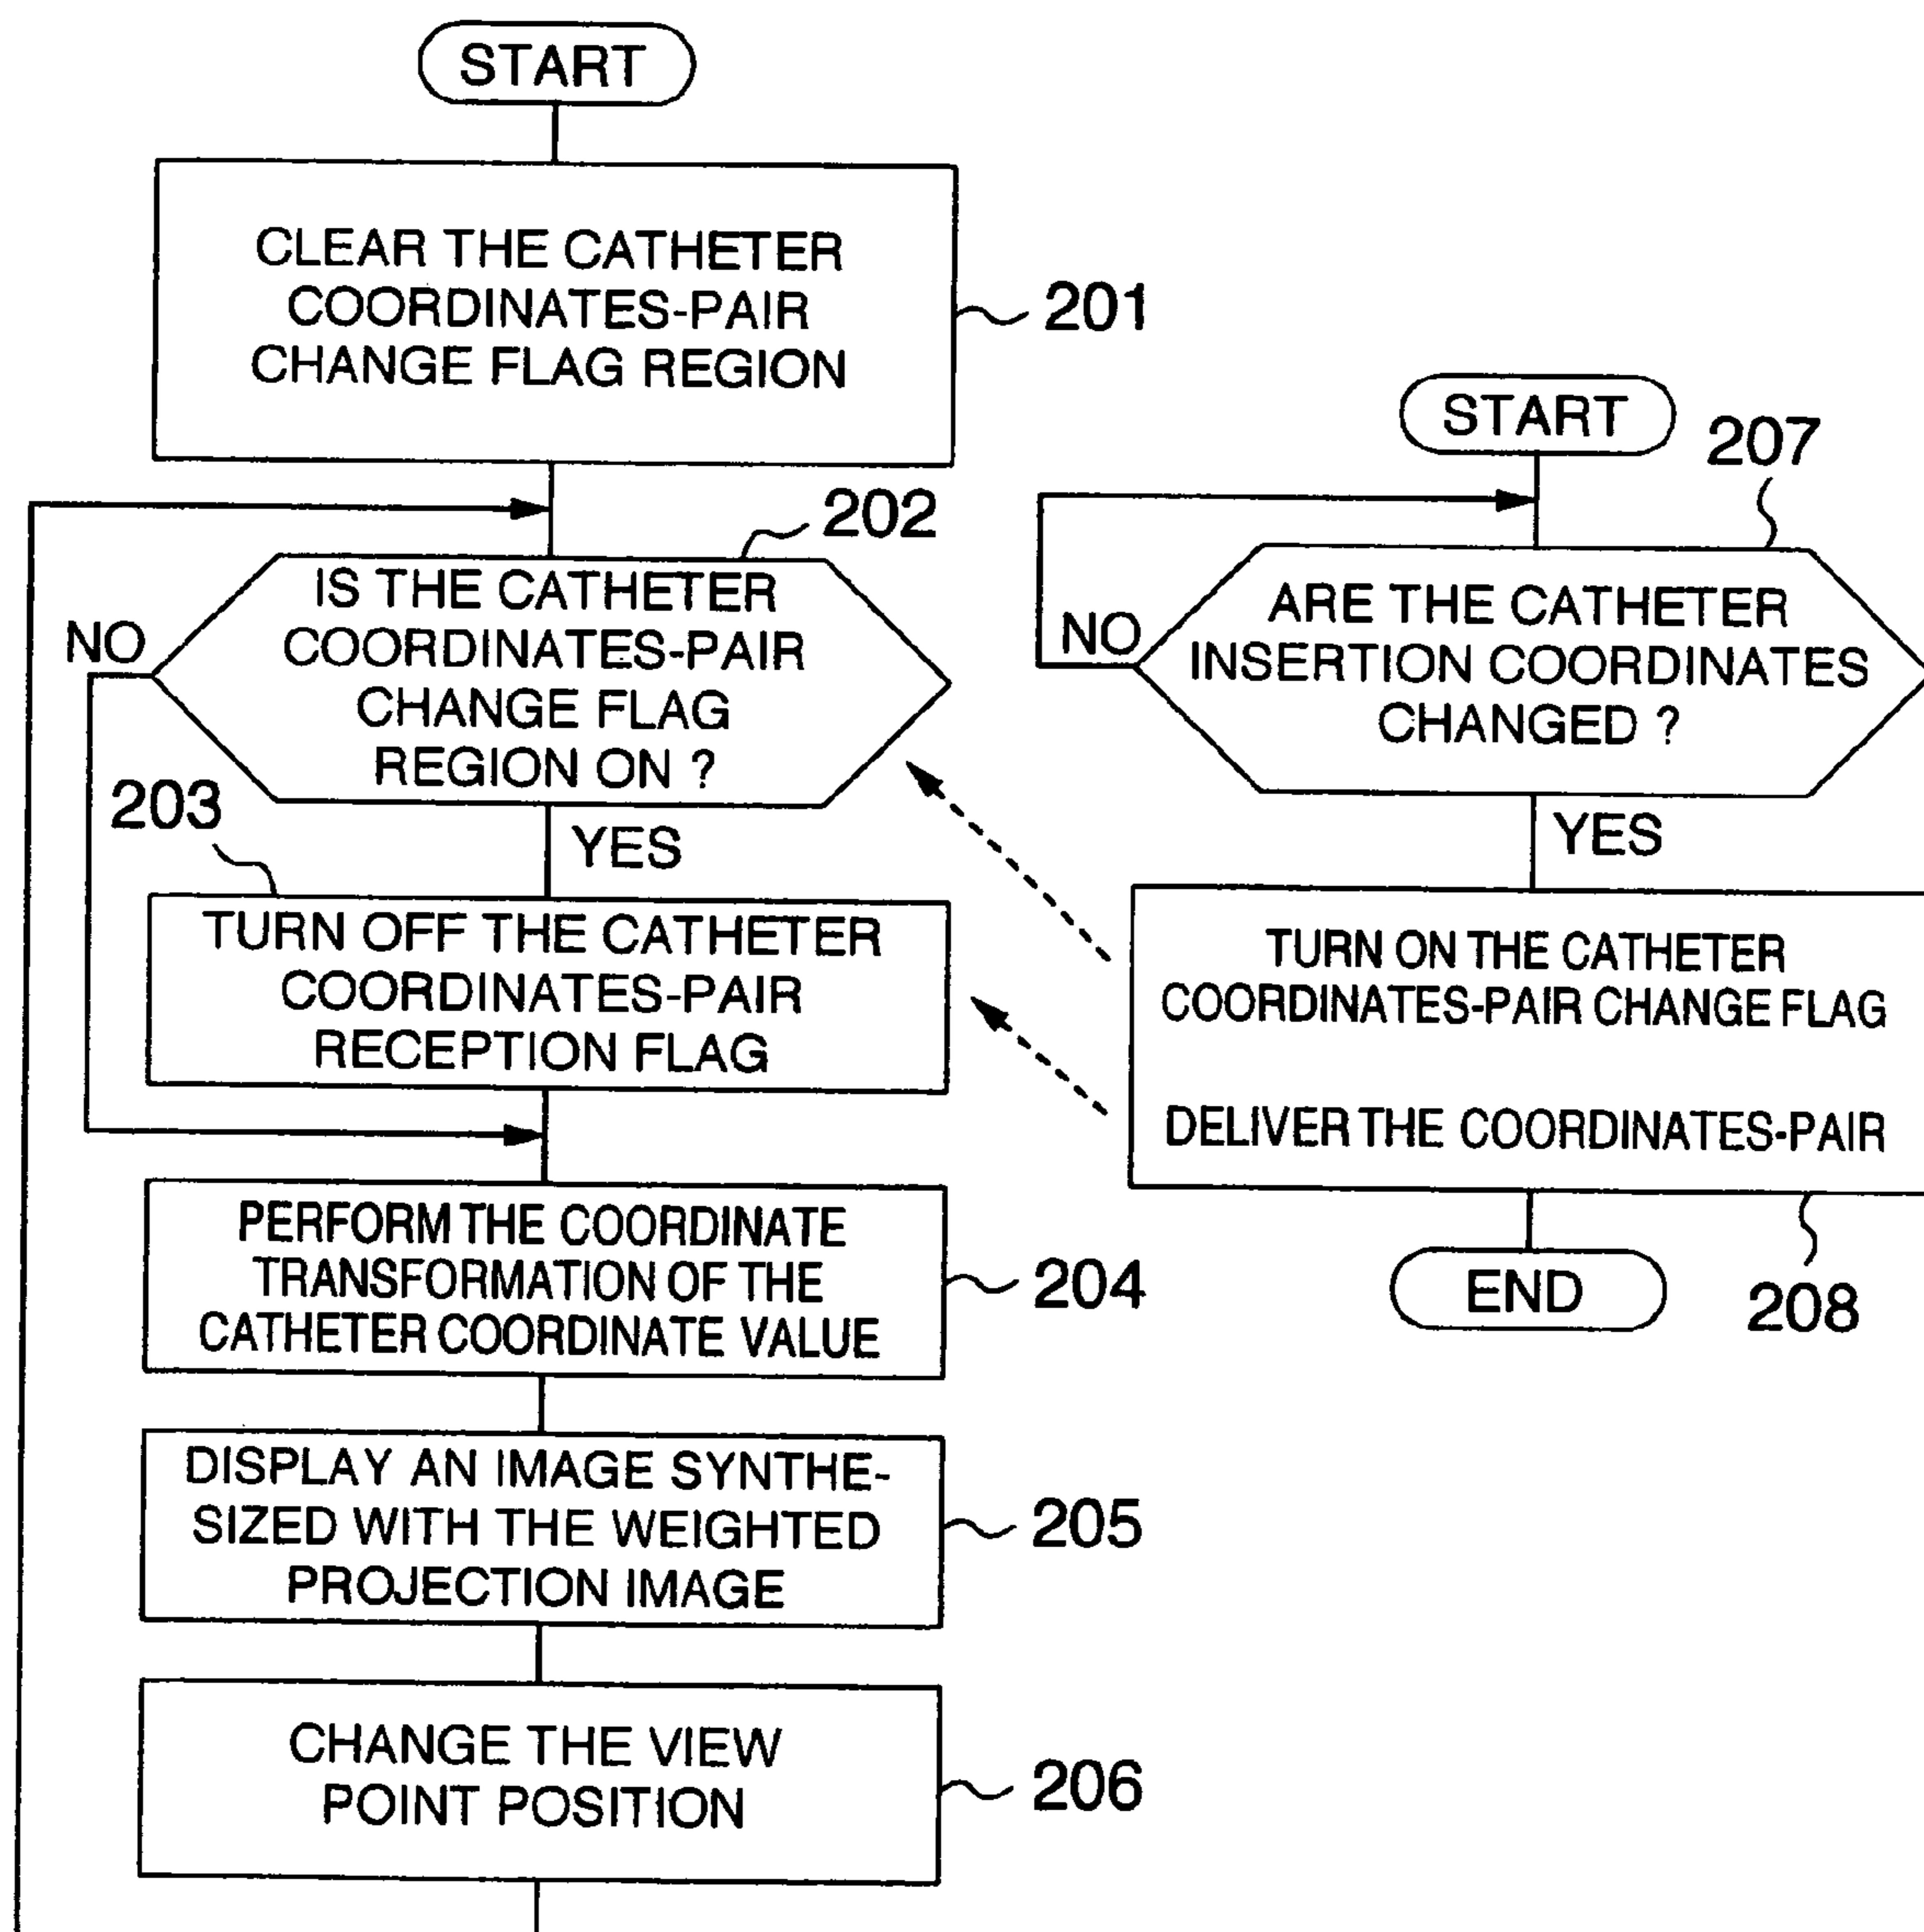 START
CLEAR THE CATHETER
COORDINATES-PAIR
CHANGE FLAG REGION
201
202
IS THE CATHETER
COORDINATES-PAIR
CHANGE FLAG
REGION ON ?
NO
YES
203
TURN OFF THE CATHETER
COORDINATES-PAIR
RECEPTION FLAG
PERFORM THE COORDINATE
TRANSFORMATION OF THE
CATHETER COORDINATE VALUE
204
DISPLAY AN IMAGE SYNTHE-
SIZED WITH THE WEIGHTED
PROJECTION IMAGE
205
CHANGE THE VIEW
POINT POSITION
206
START
207
ARE THE CATHETER
INSERTION COORDINATES
CHANGED ?
NO
YES
TURN ON THE CATHETER
COORDINATES-PAIR CHANGE FLAG
DELIVER THE COORDINATES-PAIR
208
END